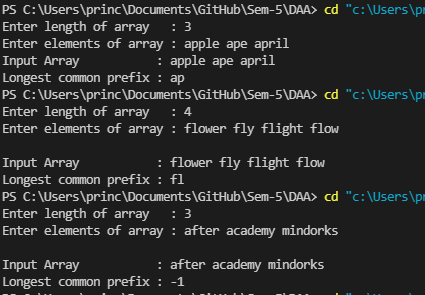 PS C:\Users\princ\Documents\GitHub\Sem-5\DAA> cd "c:\Users\pr
Enter length of array   : 3
Enter elements of array : apple ape april
Input Array             : apple ape april
Longest common prefix : ap
PS C:\Users\princ\Documents\GitHub\Sem-5\DAA> cd "c:\Users\pr
Enter length of array   : 4
Enter elements of array : flower fly flight flow
Input Array             : flower fly flight flow
Longest common prefix : fl
PS C:\Users\princ\Documents\GitHub\Sem-5\DAA> cd "c:\Users\pr
Enter length of array   : 3
Enter elements of array : after academy mindorks
Input Array             : after academy mindorks
Longest common prefix : -1